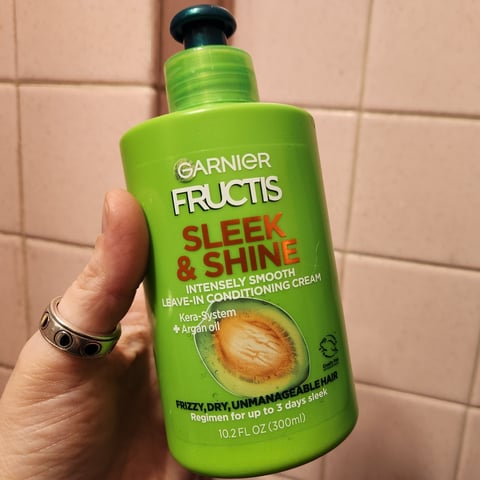 GARNIER
FRUCTIS
SLEEK
& SHINE
INTENSELY SMOOTH
LEAVE-IN CONDITIONING CREAM
Kera-System
+ Argan oil
FRIZZY, DRY, UNMANAGEABLE HAIR
Regimen for up to 3 days sleek
10.2 FL OZ (300ml)